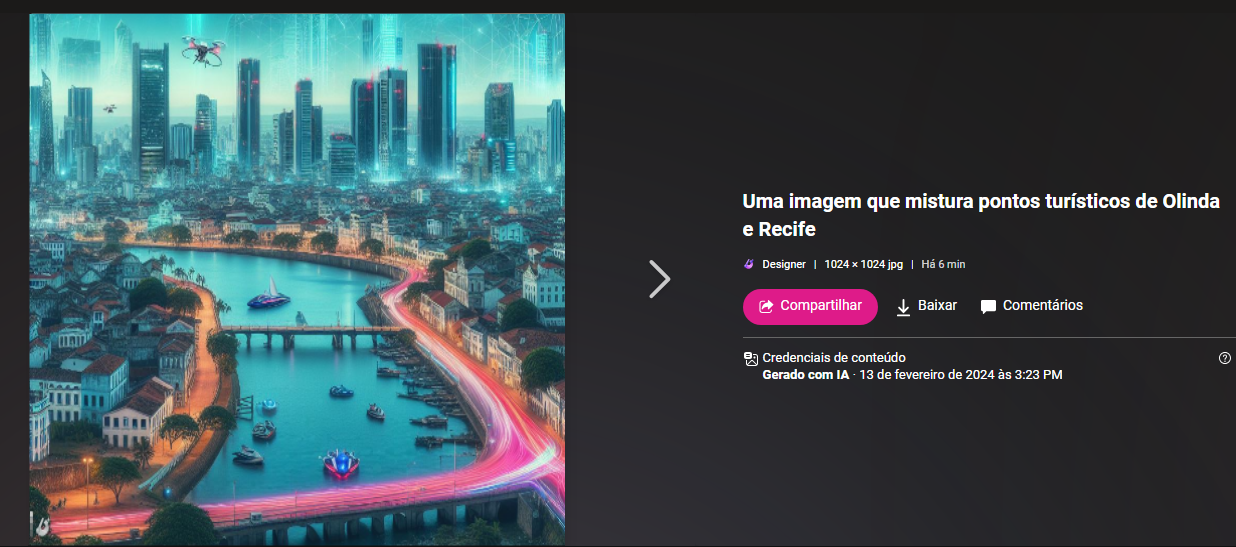 Uma imagem que mistura pontos turísticos de Olinda
e Recife
Designer | 1024 × 1024 jpg | Há 6 min
Compartilhar Baixar Comentários
Credenciais de conteúdo
Gerado com IA · 13 de fevereiro de 2024 às 3:23 PM